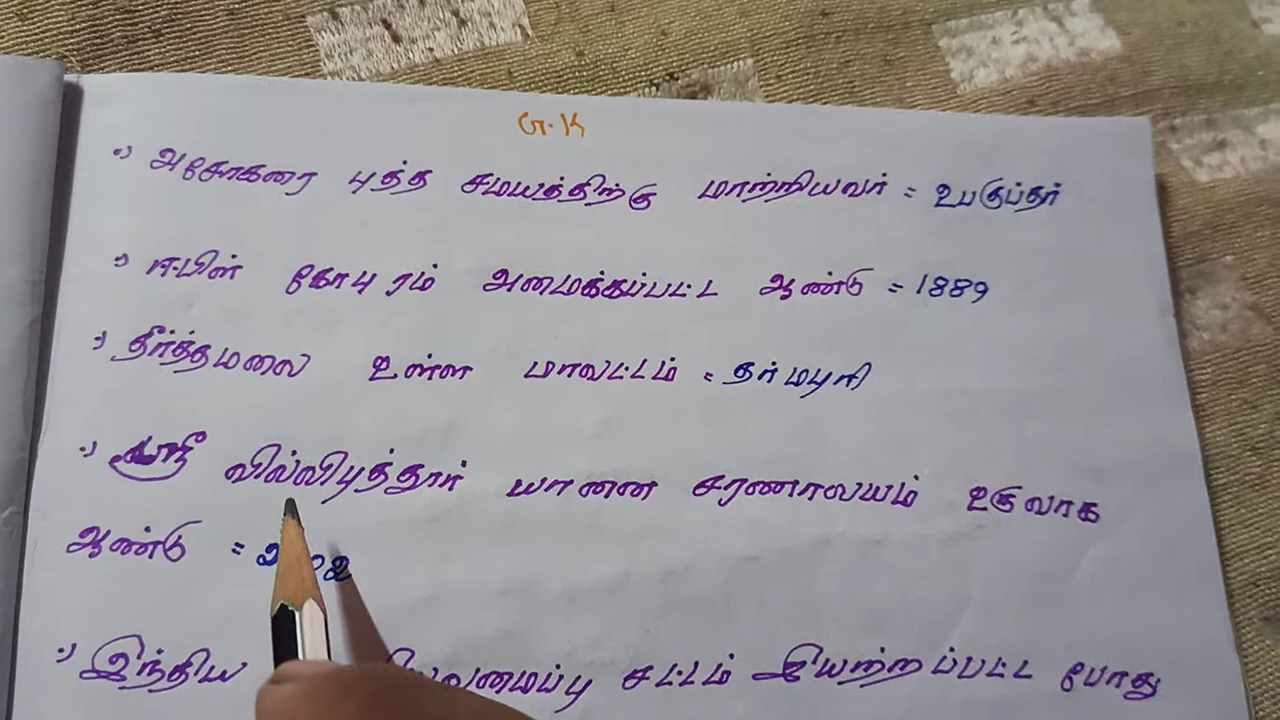 G.K
•) அசோகரை புத்த சமயத்திற்கு மாற்றியவர் = உபகுப்தர்
•) ஈபிள் கோபுரம் அமைக்கப்பட்ட ஆண்டு = 1889
•) தீர்த்தமலை உள்ள மாவட்டம் = தர்மபுரி
•) ஸ்ரீ வில்லிபுத்தூர் யானை சரணாலயம் உருவாக
ஆண்டு =
•) இந்திய சட்டம் இயற்றப்பட்ட போது